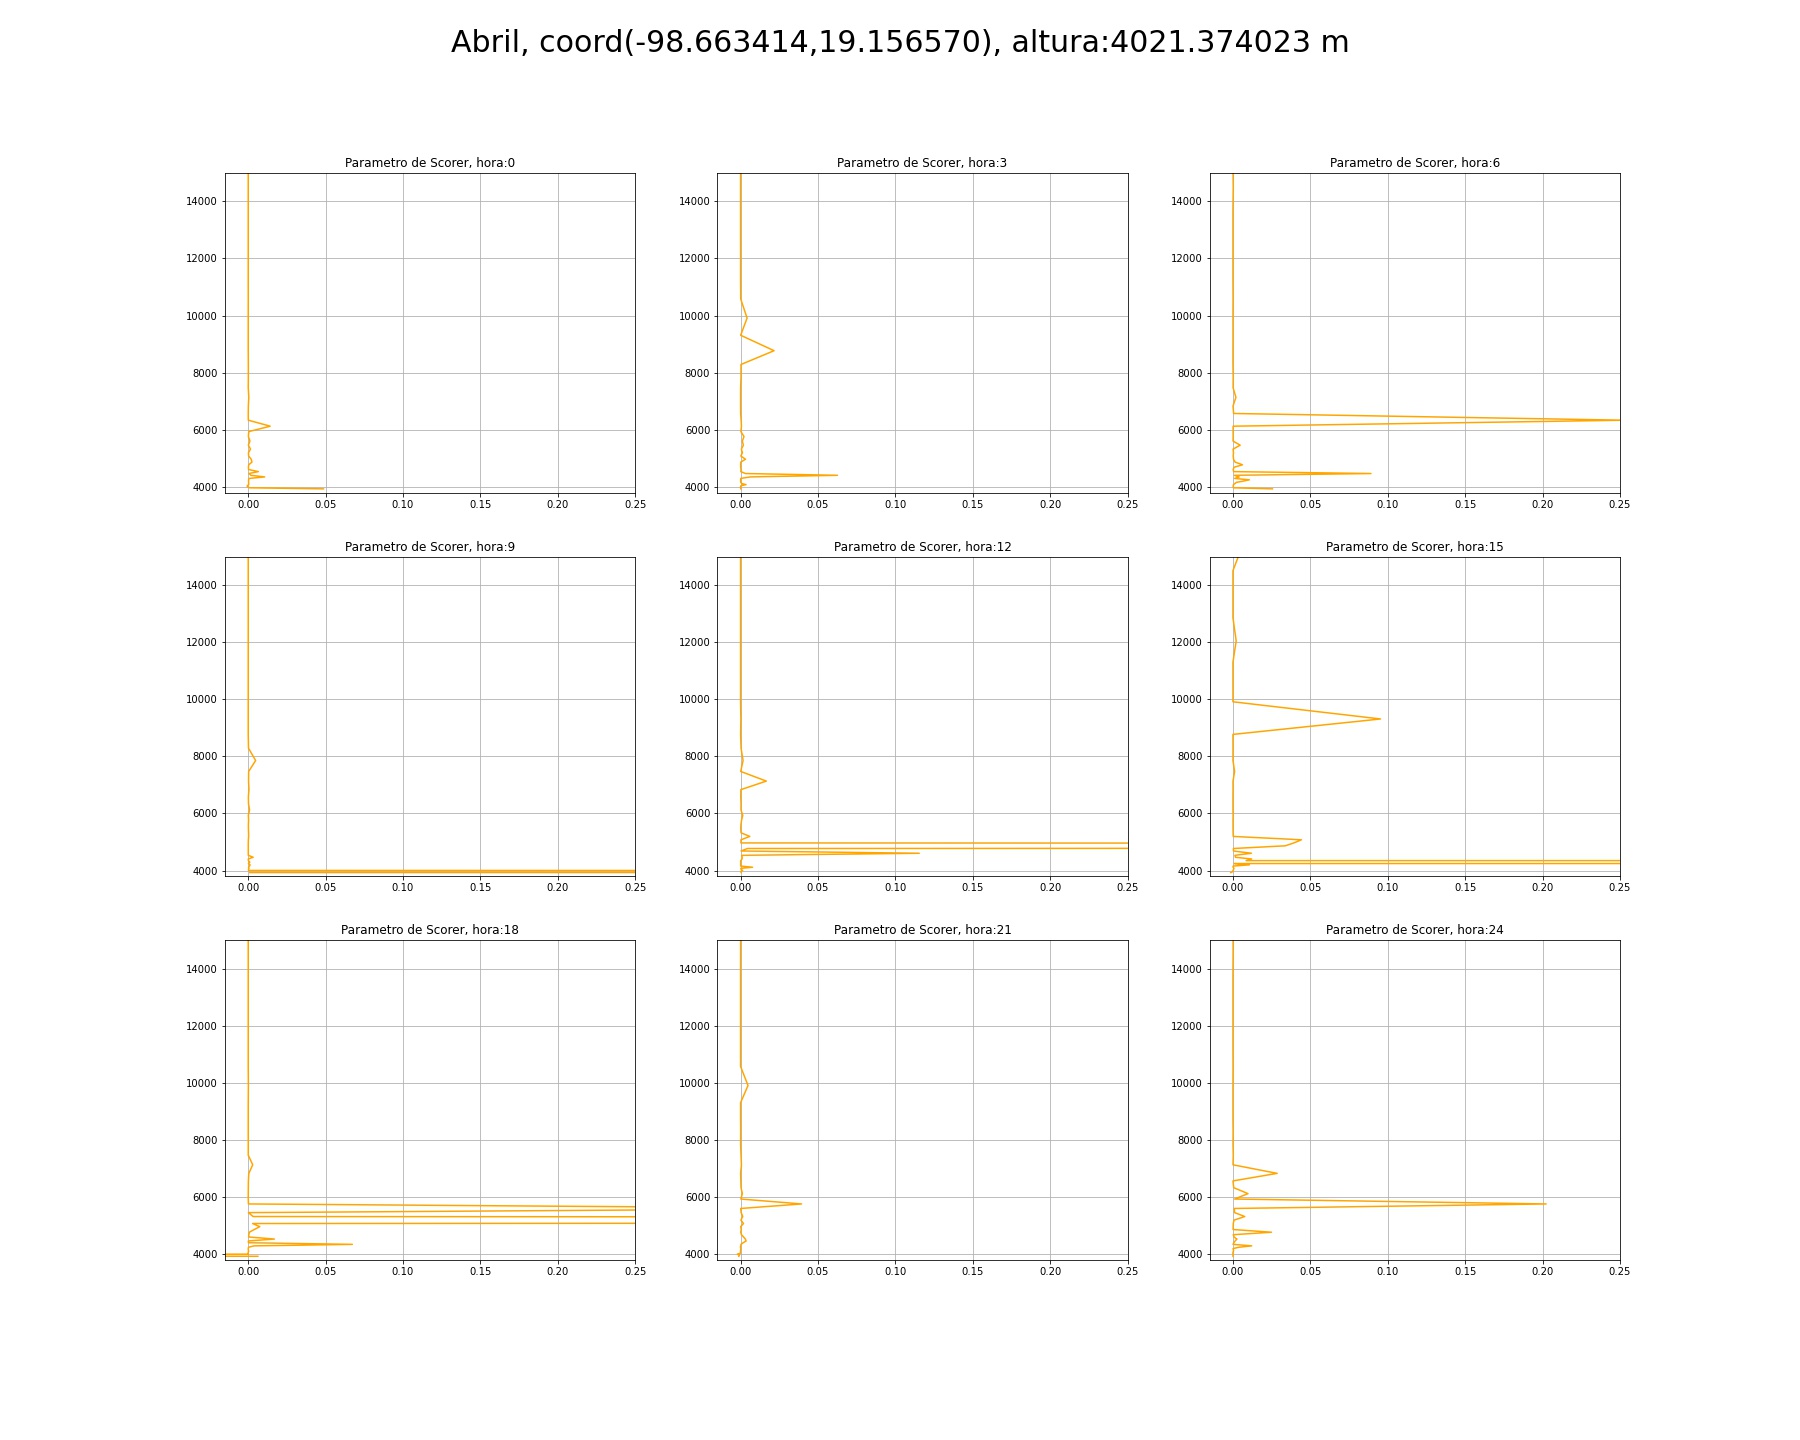 Abril, coord(-98.663414,19.156570), altura:4021.374023 m
Parametro de Scorer, hora:0
14000
12000
10000
8000
6000
4000
0.00 0.05 0.10 0.15 0.20 0.25
Parametro de Scorer, hora:3
14000
12000
10000
8000
6000
4000
0.00 0.05 0.10 0.15 0.20 0.25
Parametro de Scorer, hora:6
14000
12000
10000
8000
6000
4000
0.00 0.05 0.10 0.15 0.20 0.25
Parametro de Scorer, hora:9
14000
12000
10000
8000
6000
4000
0.00 0.05 0.10 0.15 0.20 0.25
Parametro de Scorer, hora:12
14000
12000
10000
8000
6000
4000
0.00 0.05 0.10 0.15 0.20 0.25
Parametro de Scorer, hora:15
14000
12000
10000
8000
6000
4000
0.00 0.05 0.10 0.15 0.20 0.25
Parametro de Scorer, hora:18
14000
12000
10000
8000
6000
4000
0.00 0.05 0.10 0.15 0.20 0.25
Parametro de Scorer, hora:21
14000
12000
10000
8000
6000
4000
0.00 0.05 0.10 0.15 0.20 0.25
Parametro de Scorer, hora:24
14000
12000
10000
8000
6000
4000
0.00 0.05 0.10 0.15 0.20 0.25